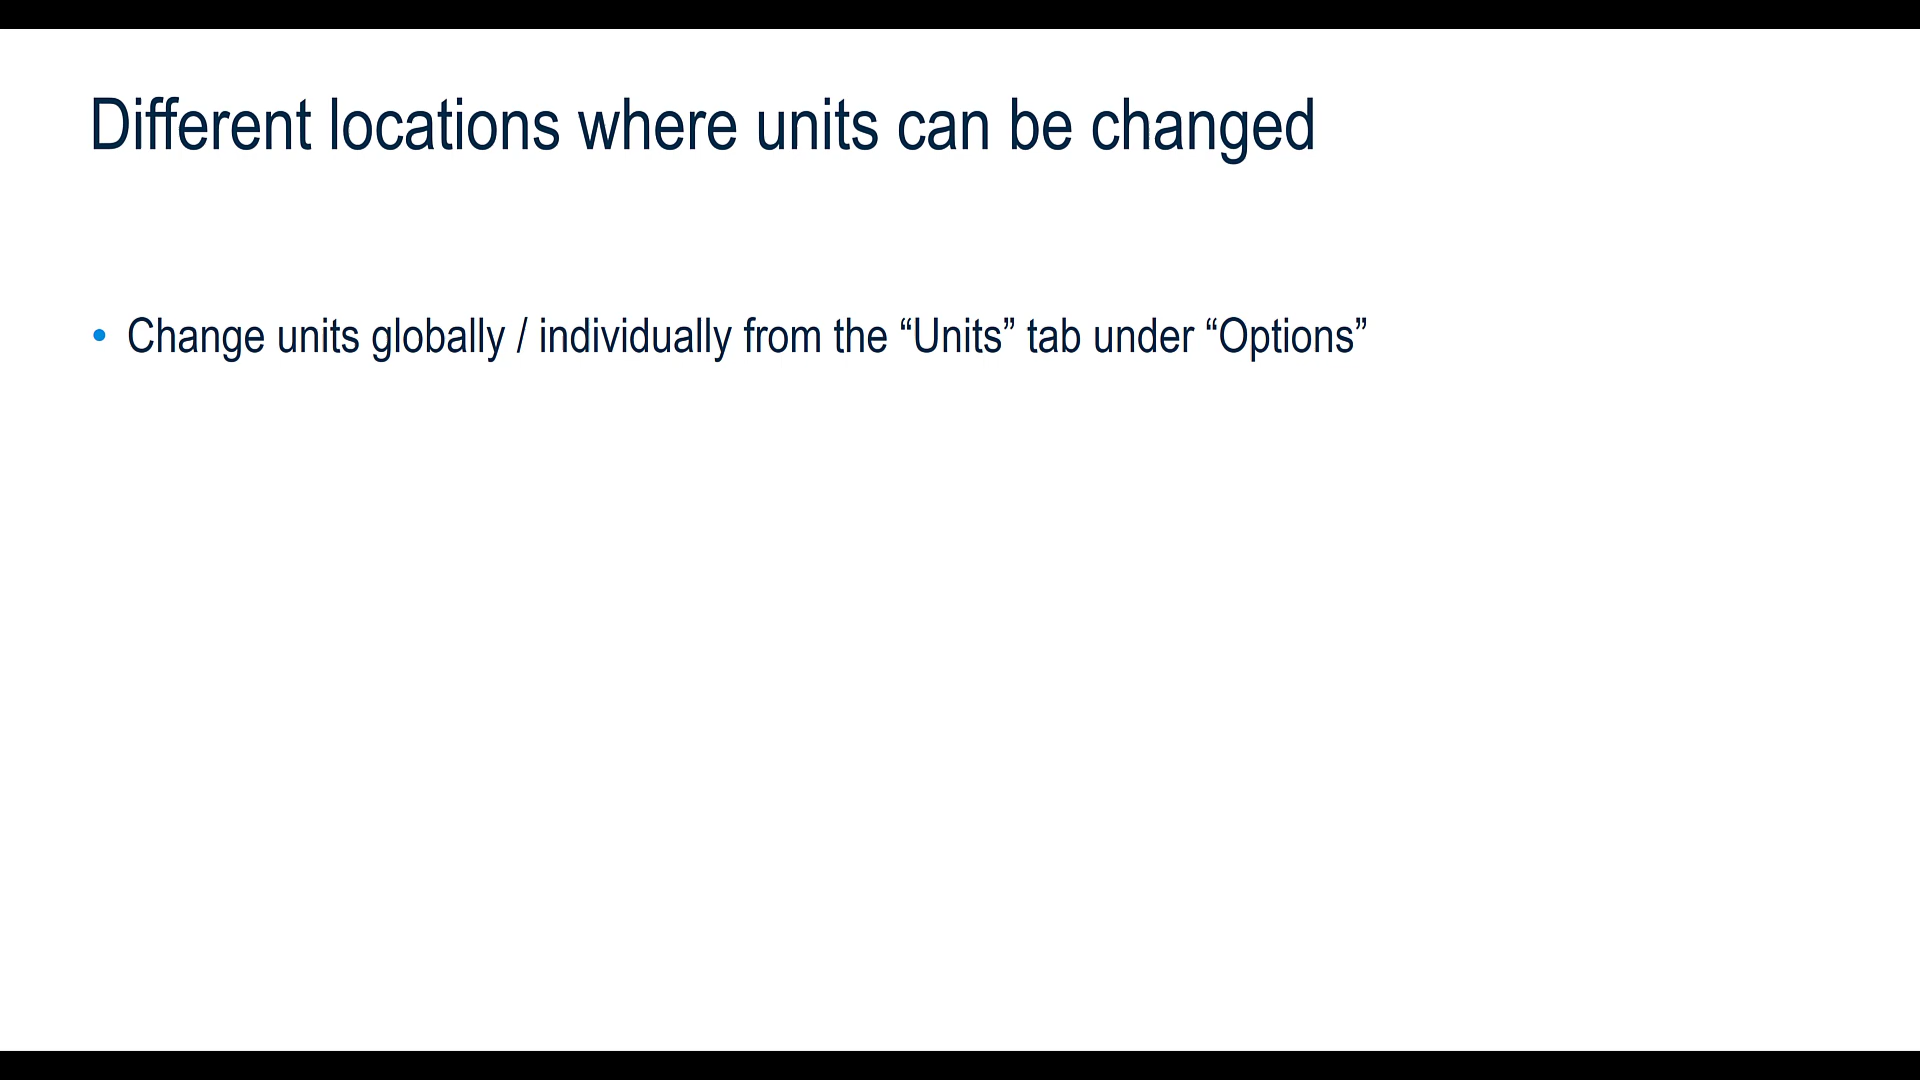 Different locations where units can be changed
• Change units globally / individually from the “Units” tab under “Options”